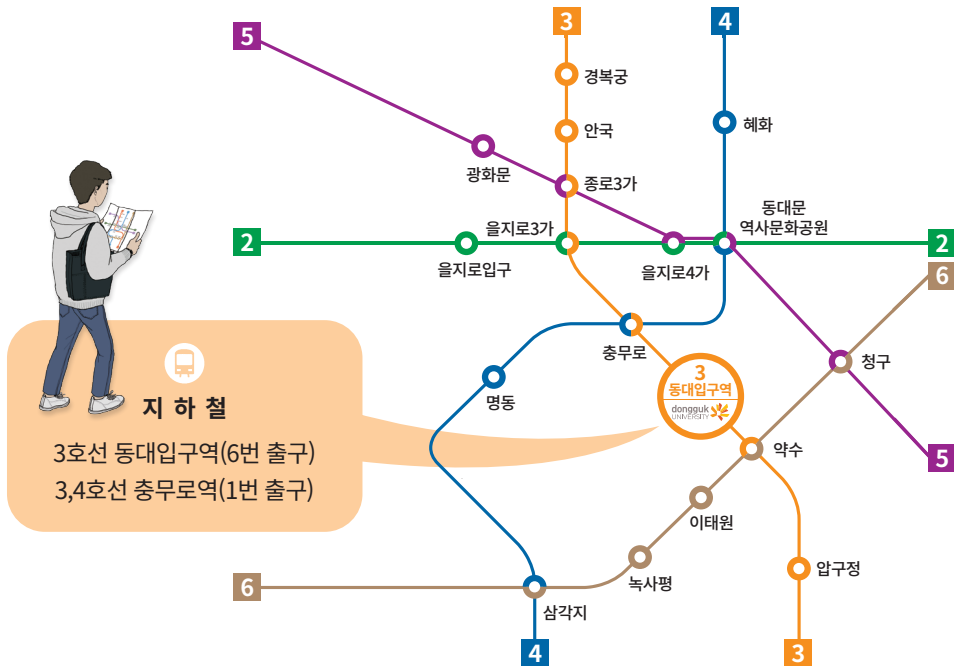 5
3
4
경복궁
안국
혜화
광화문
종로3가
동대문
역사문화공원
을지로3가
2
2
을지로입구
을지로4가
6
충무로
청구
3
동대입구역
dongguk
UNIVERSITY
명동
지하철
3호선 동대입구역(6번 출구)
3,4호선 충무로역(1번 출구)
약수
5
이태원
녹사평
압구정
6
삼각지
4
3